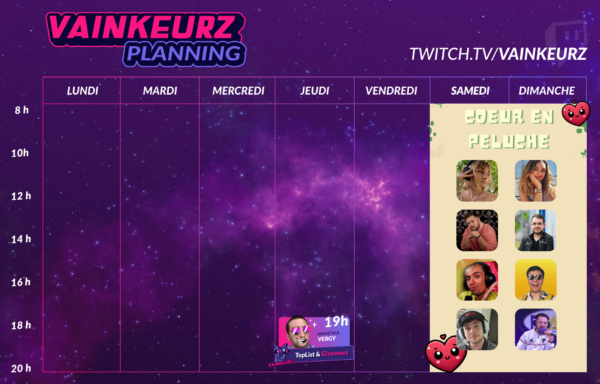 VAINKEURZ
PLANNING
TWITCH.TV/VAINKEURZ
LUNDI MARDI MERCREDI JEUDI VENDREDI SAMEDI DIMANCHE
8 h
COEUR EN
PELUCHE
10h
12 h
14 h
16 h
18 h
19h
VERGY
TopList & Giveaway
20 h